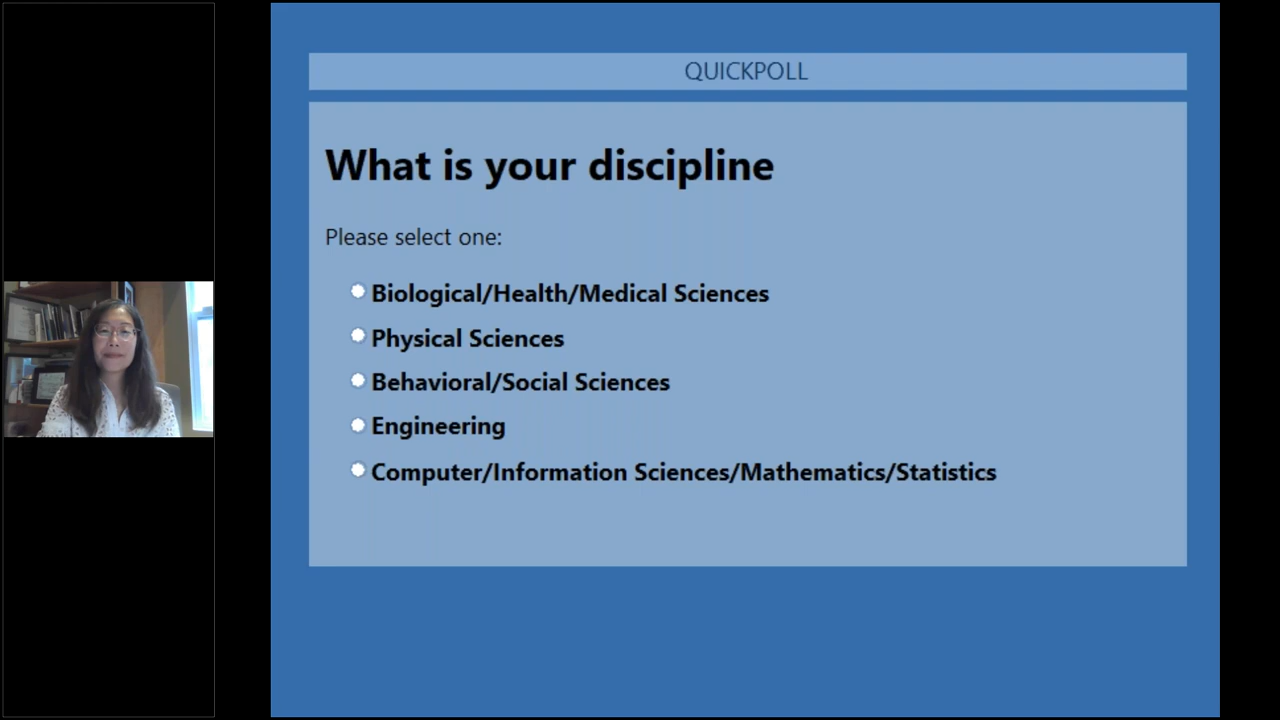 QUICKPOLL
What is your discipline
Please select one:
Biological/Health/Medical Sciences
Physical Sciences
Behavioral/Social Sciences
Engineering
Computer/Information Sciences/Mathematics/Statistics